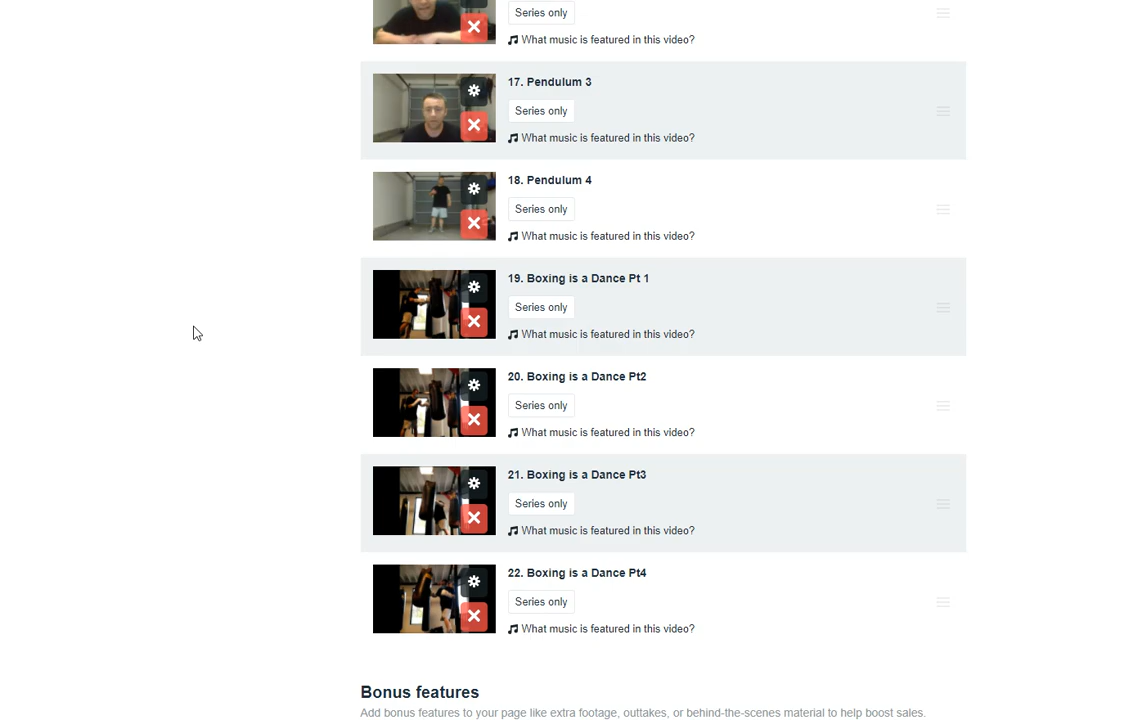 Series only
What music is featured in this video?
17. Pendulum 3
Series only
What music is featured in this video?
18. Pendulum 4
Series only
What music is featured in this video?
19. Boxing is a Dance Pt 1
Series only
What music is featured in this video?
20. Boxing is a Dance Pt2
Series only
What music is featured in this video?
21. Boxing is a Dance Pt3
Series only
What music is featured in this video?
22. Boxing is a Dance Pt4
Series only
What music is featured in this video?
Bonus features
Add bonus features to your page like extra footage, outtakes, or behind-the-scenes material to help boost sales.